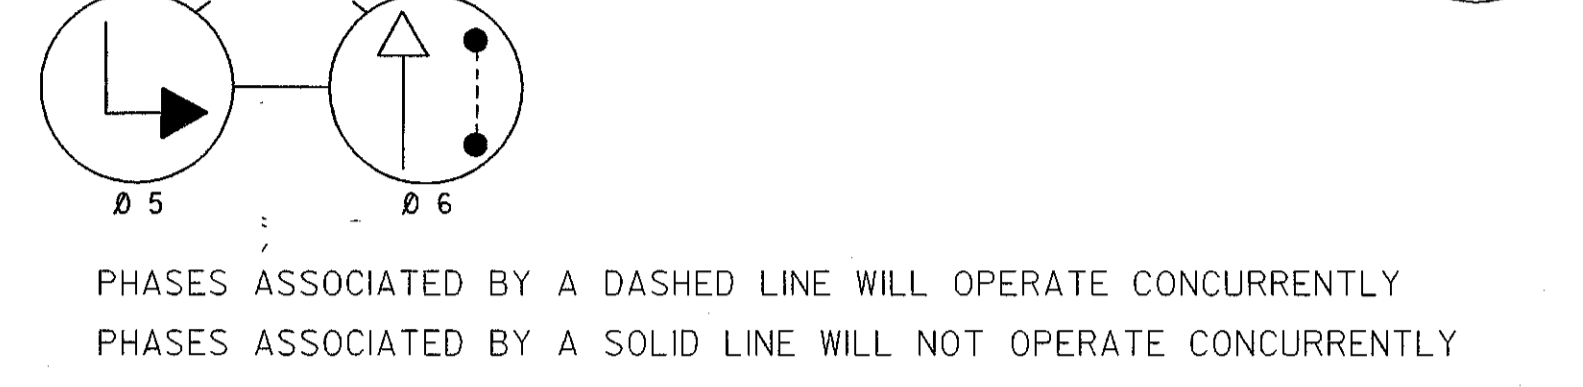 Ø 5 Ø 6
PHASES ASSOCIATED BY A DASHED LINE WILL OPERATE CONCURRENTLY
PHASES ASSOCIATED BY A SOLID LINE WILL NOT OPERATE CONCURRENTLY